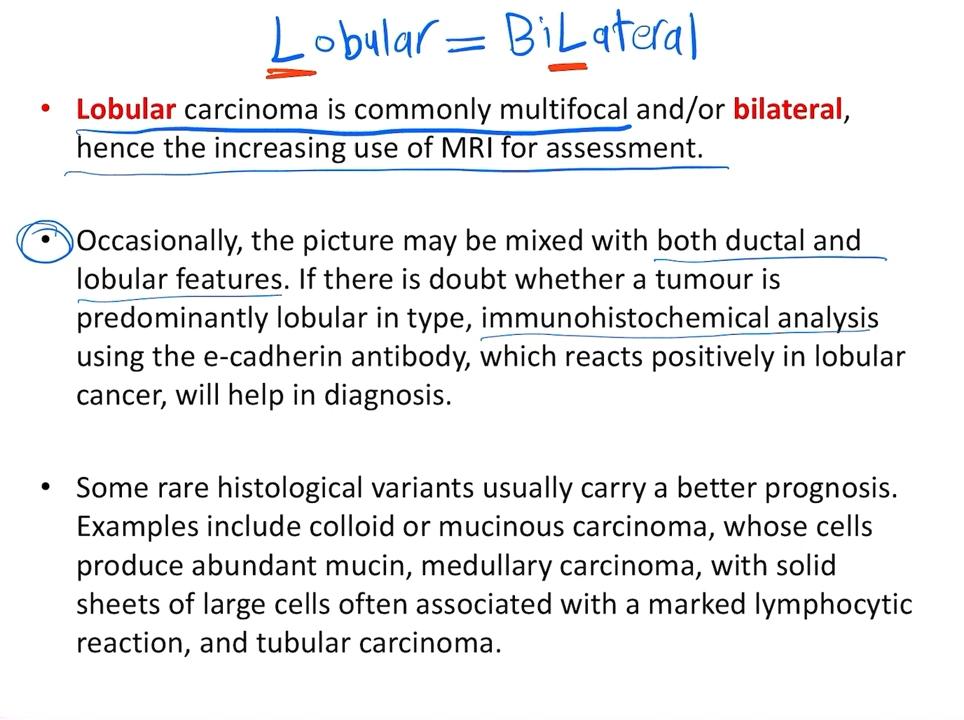 Lobular = BiLateral
• Lobular carcinoma is commonly multifocal and/or bilateral,
hence the increasing use of MRI for assessment.
• Occasionally, the picture may be mixed with both ductal and
lobular features. If there is doubt whether a tumour is
predominantly lobular in type, immunohistochemical analysis
using the e-cadherin antibody, which reacts positively in lobular
cancer, will help in diagnosis.
• Some rare histological variants usually carry a better prognosis.
Examples include colloid or mucinous carcinoma, whose cells
produce abundant mucin, medullary carcinoma, with solid
sheets of large cells often associated with a marked lymphocytic
reaction, and tubular carcinoma.